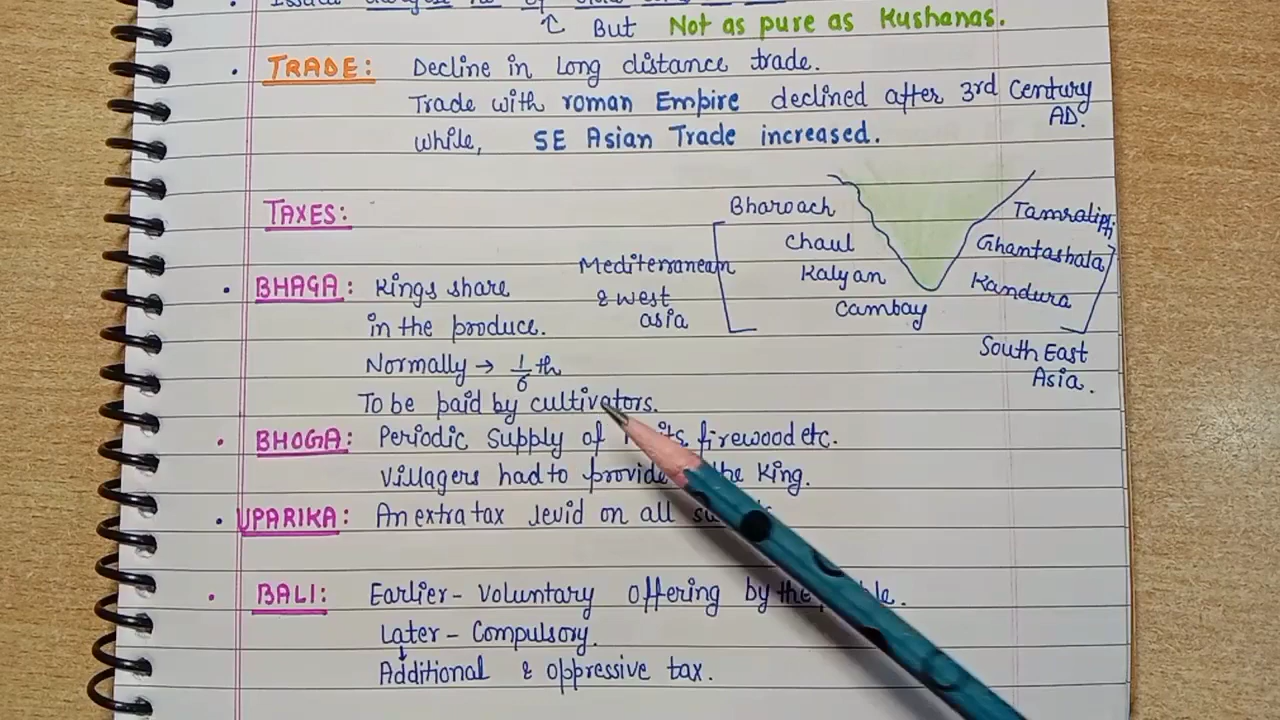 But Not as pure as Kushanas.
• TRADE: Decline in Long distance trade.
Trade with roman Empire declined after 3rd Century AD.
while, SE Asian Trade increased.
TAXES:
Bharoach
Chaul
Kalyan
Cambay
Mediterranean
& west
asia
Tamralipti
Ghantashala
Kandura
South East
Asia.
• BHAGA: Kings share
in the produce.
Normally → 1/6 th
To be paid by cultivators.
• BHOGA: Periodic Supply of firewood etc.
Villagers had to provide the King.
• UPARIKA: An extra tax levid on all
• BALI: Earlier - Voluntary offering by the
Later - Compulsory.
Additional & oppressive tax.